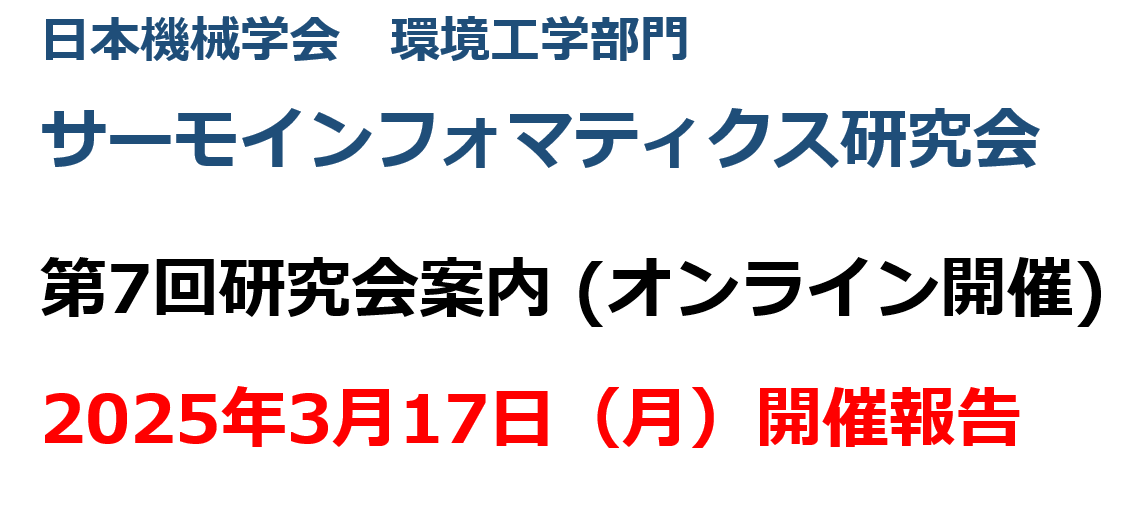 日本機械学会　環境工学部門
サーモインフォマティクス研究会
第7回研究会案内 (オンライン開催)
2025年3月17日（月）開催報告